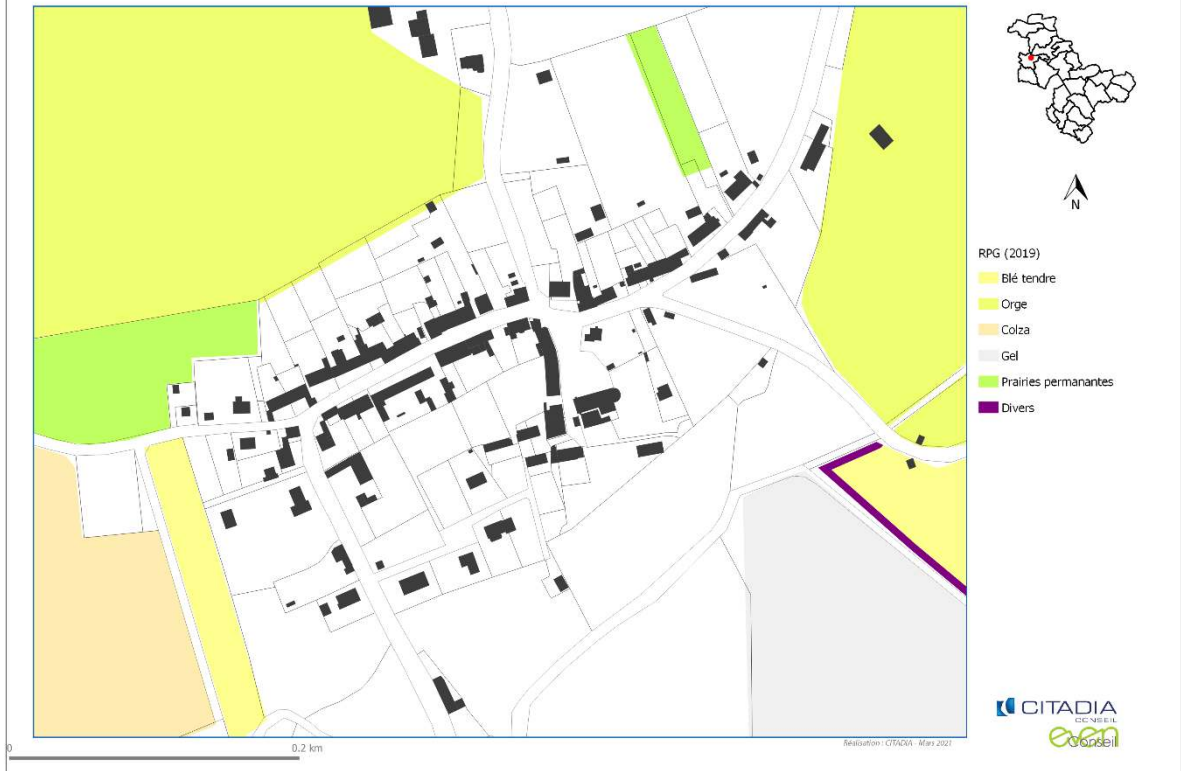 N
RPG (2019)
Blé tendre
Orge
Colza
Gel
Prairies permanantes
Divers
CITADIA
CONSEIL
even
Conseil
Réalisation : CITADIA - Mars 2021
0
0.2 km